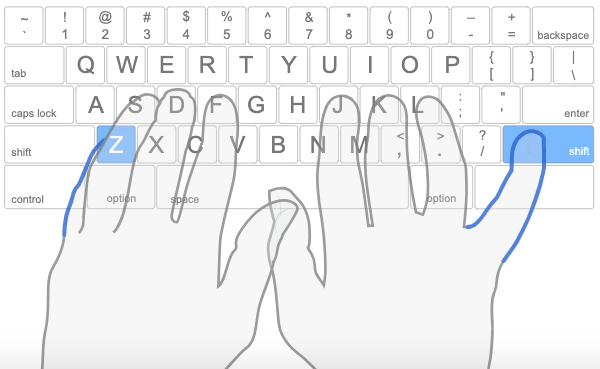 ~ ! @ # $ % ^ & * ( ) _ +
` 1 2 3 4 5 6 7 8 9 0 - = backspace
tab Q W E R T Y U I O P { [ } ] | \
caps lock A S D F G H J K L : ; " ' enter
shift Z X C V B N M < , > . ? / shift
control option space option